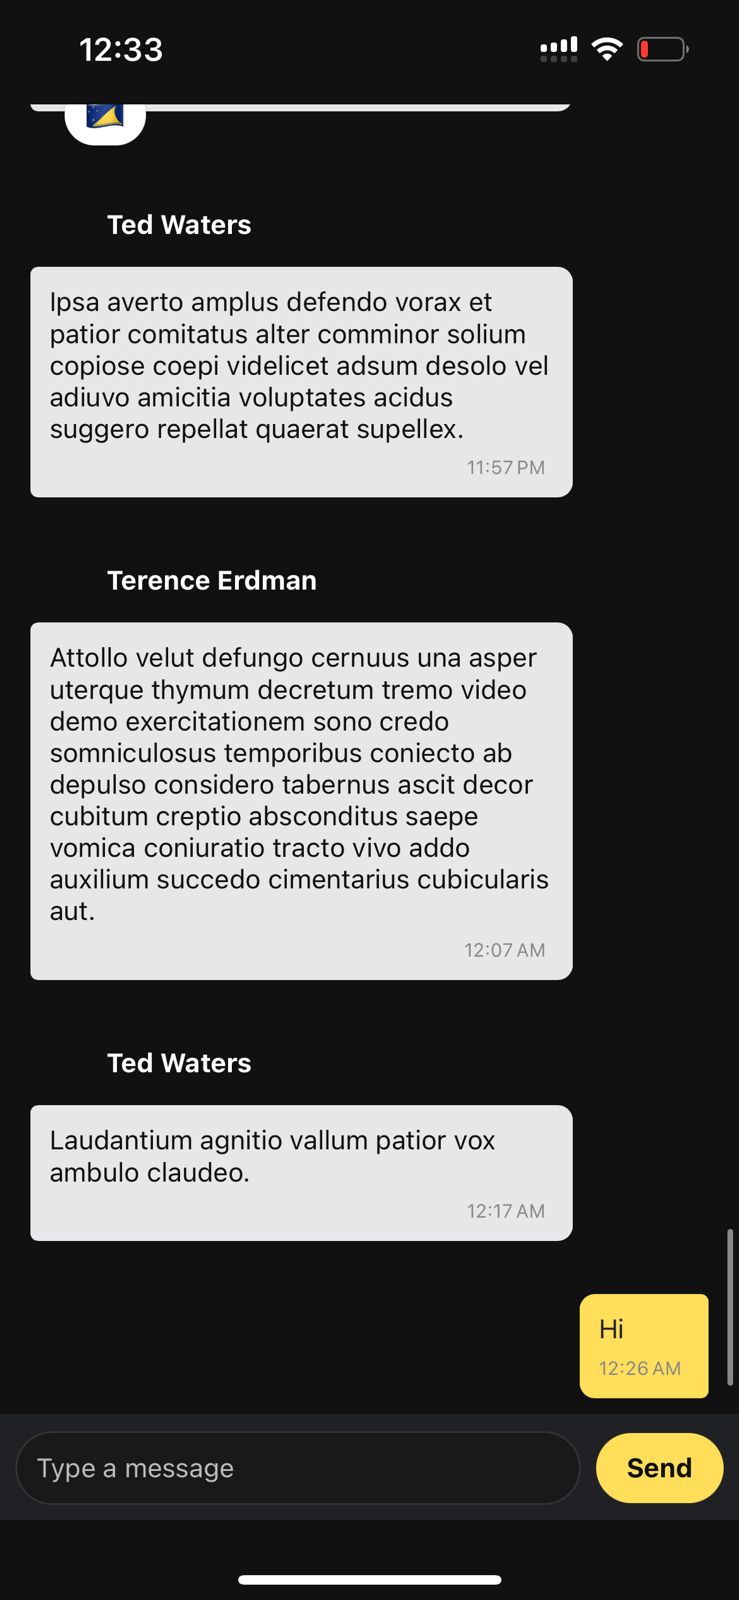 12:33
Ted Waters
Ipsa averto amplus defendo vorax et
patior comitatus alter comminor solium
copiose coepi videlicet adsum desolo vel
adiuvo amicitia voluptates acidus
suggero repellat quaerat supellex.
11:57 PM
Terence Erdman
Attollo velut defungo cernuus una asper
uterque thymum decretum tremo video
demo exercitationem sono credo
somniculosus temporibus coniecto ab
depulso considero tabernus ascit decor
cubitum creptio absconditus saepe
vomica coniuratio tracto vivo addo
auxilium succedo cimentarius cubicularis
aut.
12:07 AM
Ted Waters
Laudantium agnitio vallum patior vox
ambulo claudeo.
12:17 AM
Hi
12:26 AM
Type a message
Send